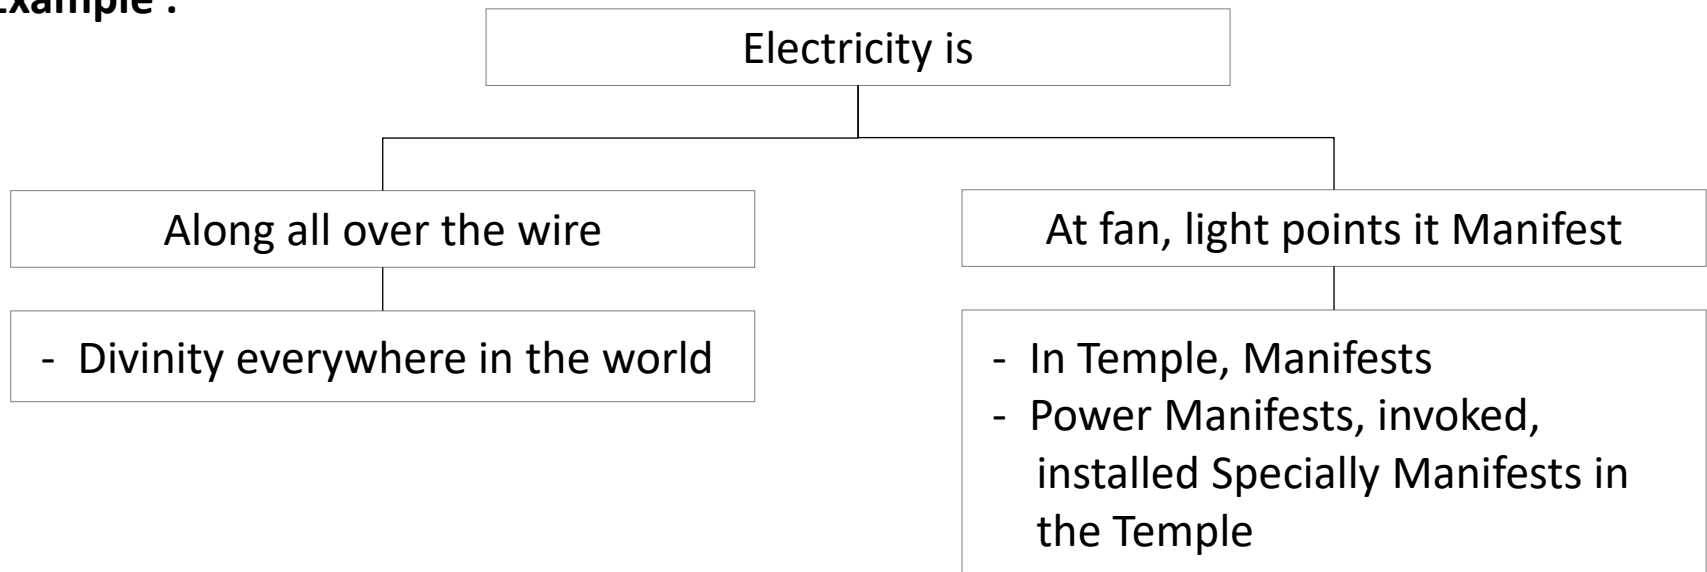 Example :
Electricity is
Along all over the wire
At fan, light points it Manifest
- Divinity everywhere in the world
- In Temple, Manifests
- Power Manifests, invoked,
installed Specially Manifests in
the Temple